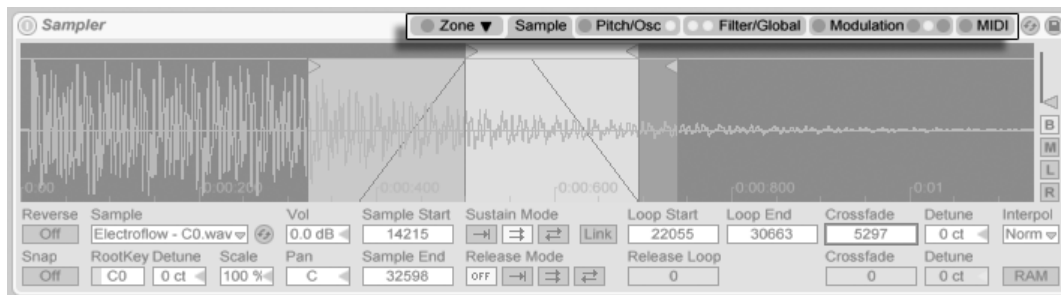 Sampler
Zone ▼ Sample Pitch/Osc Filter/Global Modulation MIDI
B
M
L
R
0:00 0:00:200 0:00:400 0:00:600 0:00:800 0:01
Reverse Sample Vol Sample Start Sustain Mode Loop Start Loop End Crossfade Detune Interpol
Off Electroflow - C0.wav 0.0 dB 14215 Link 22055 30663 5297 0 ct Norm
Snap RootKey Detune Scale Pan Sample End Release Mode Release Loop Crossfade Detune
Off C0 0 ct 100 % C 32598 OFF 0 0 0 ct RAM